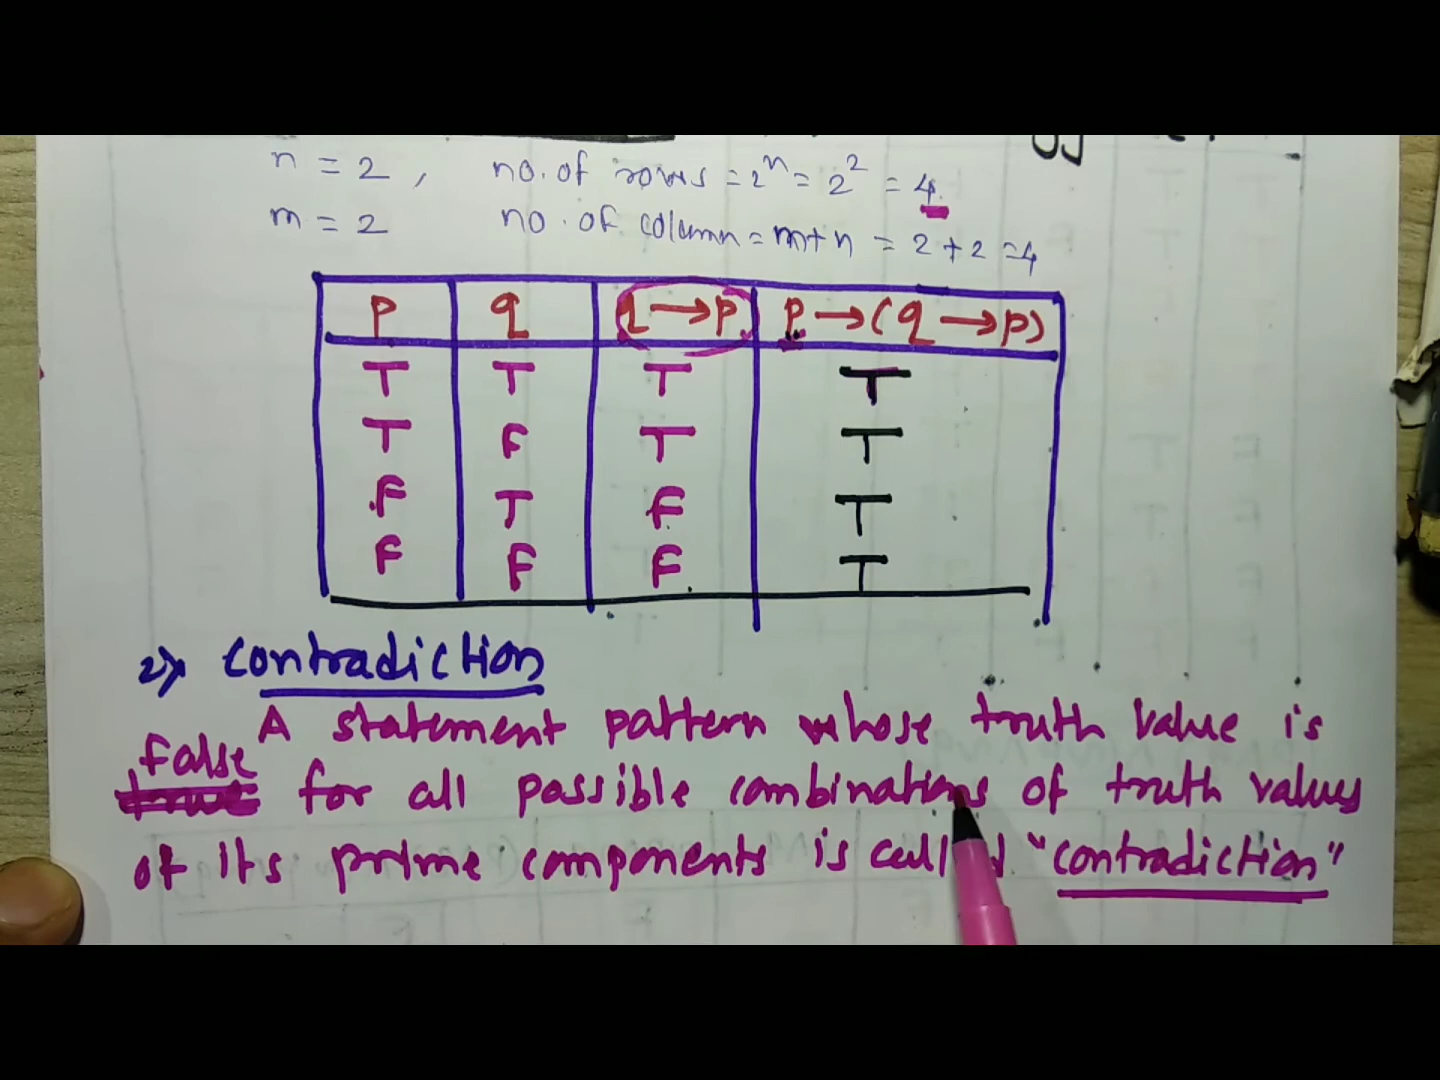 n = 2 , no. of rows = 2^n = 2^2 = 4
m = 2 no. of column = m+n = 2 + 2 = 4
p q q → p p → ( q → p )
T T T T
T F T T
F T F T
F F F T
2) Contradiction
A statement pattern whose truth value is
false
true for all possible combinations of truth values
of its prime components is called "contradiction"